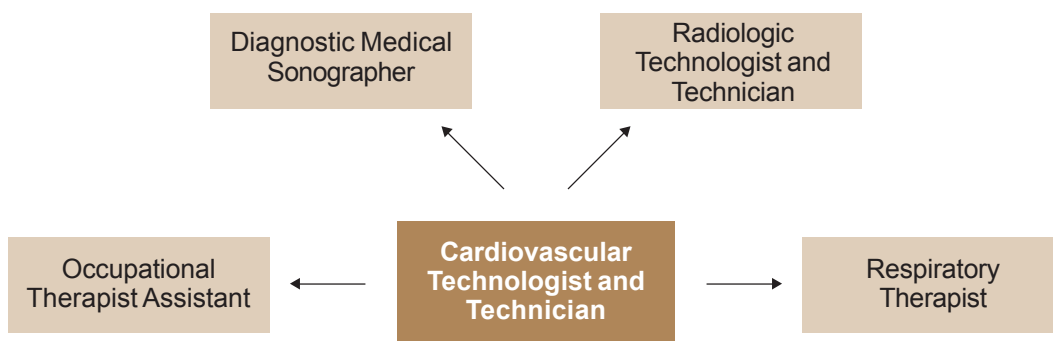 Diagnostic Medical
Sonographer
Radiologic
Technologist and
Technician
Occupational
Therapist Assistant
Cardiovascular
Technologist and
Technician
Respiratory
Therapist